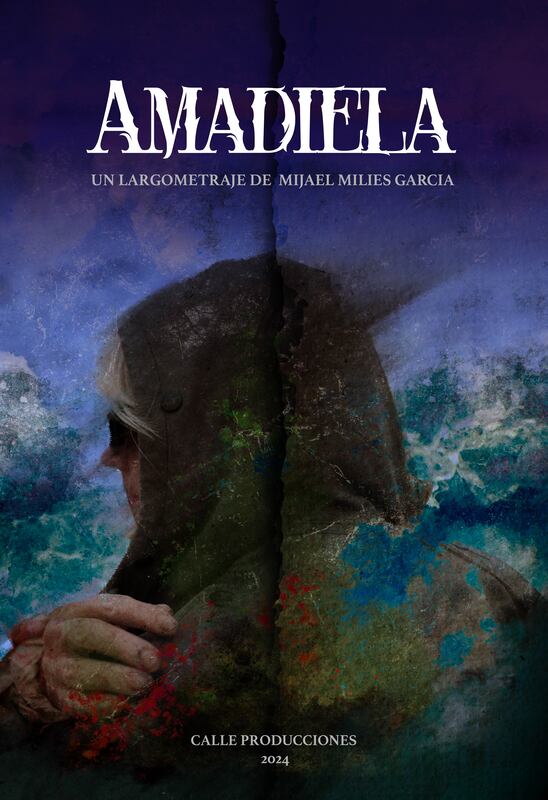 AMADIELA
UN LARGOMETRAJE DE MIJAEL MILIES GARCIA
CALLE PRODUCCIONES
2024